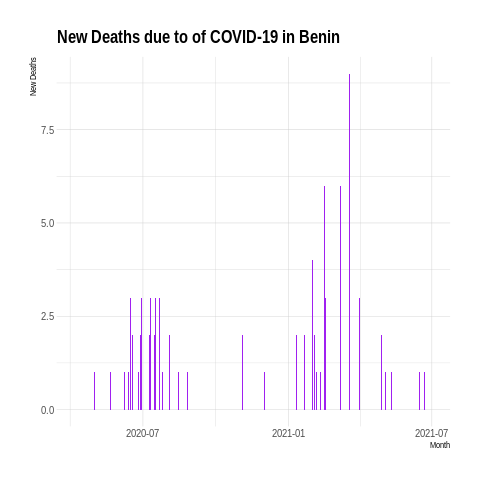 New Deaths due to of COVID-19 in Benin
New Deaths
7.5
5.0
2.5
0.0
2020-07
2021-01
2021-07
Month